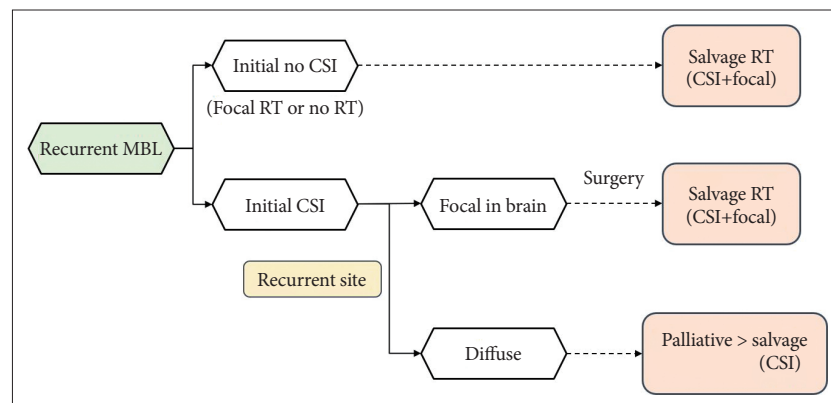 Initial no CSI
(Focal RT or no RT)
Salvage RT
(CSI+focal)
Recurrent MBL
Initial CSI
Focal in brain
Surgery
Salvage RT
(CSI+focal)
Recurrent site
Diffuse
Palliative > salvage
(CSI)